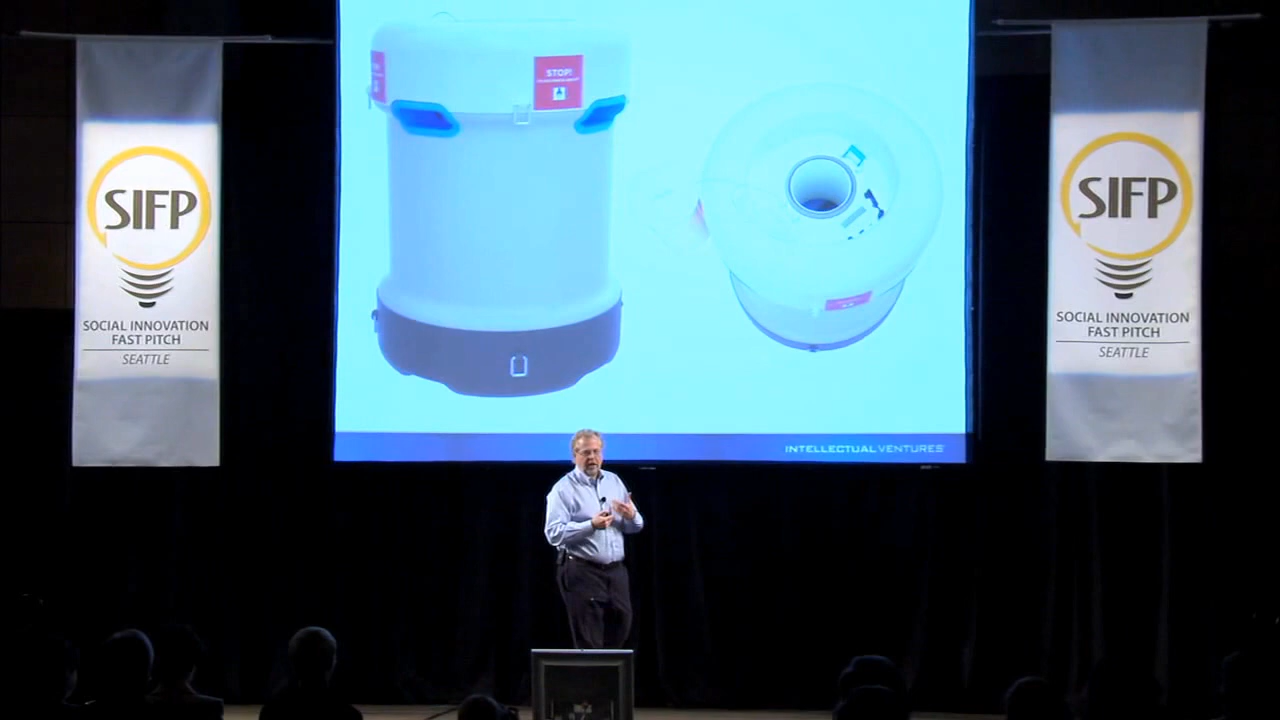 STOP!
SIFP
SOCIAL INNOVATION
FAST PITCH
SEATTLE
SIFP
SOCIAL INNOVATION
FAST PITCH
SEATTLE
INTELLECTUAL VENTURES